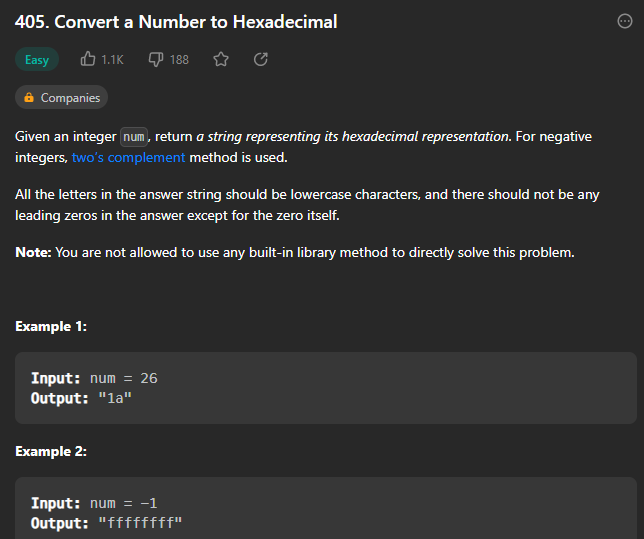 405. Convert a Number to Hexadecimal
Easy 1.1K 188
Companies
Given an integer num, return a string representing its hexadecimal representation. For negative
integers, two's complement method is used.
All the letters in the answer string should be lowercase characters, and there should not be any
leading zeros in the answer except for the zero itself.
Note: You are not allowed to use any built-in library method to directly solve this problem.
Example 1:
Input: num = 26
Output: "1a"
Example 2:
Input: num = -1
Output: "ffffffff"